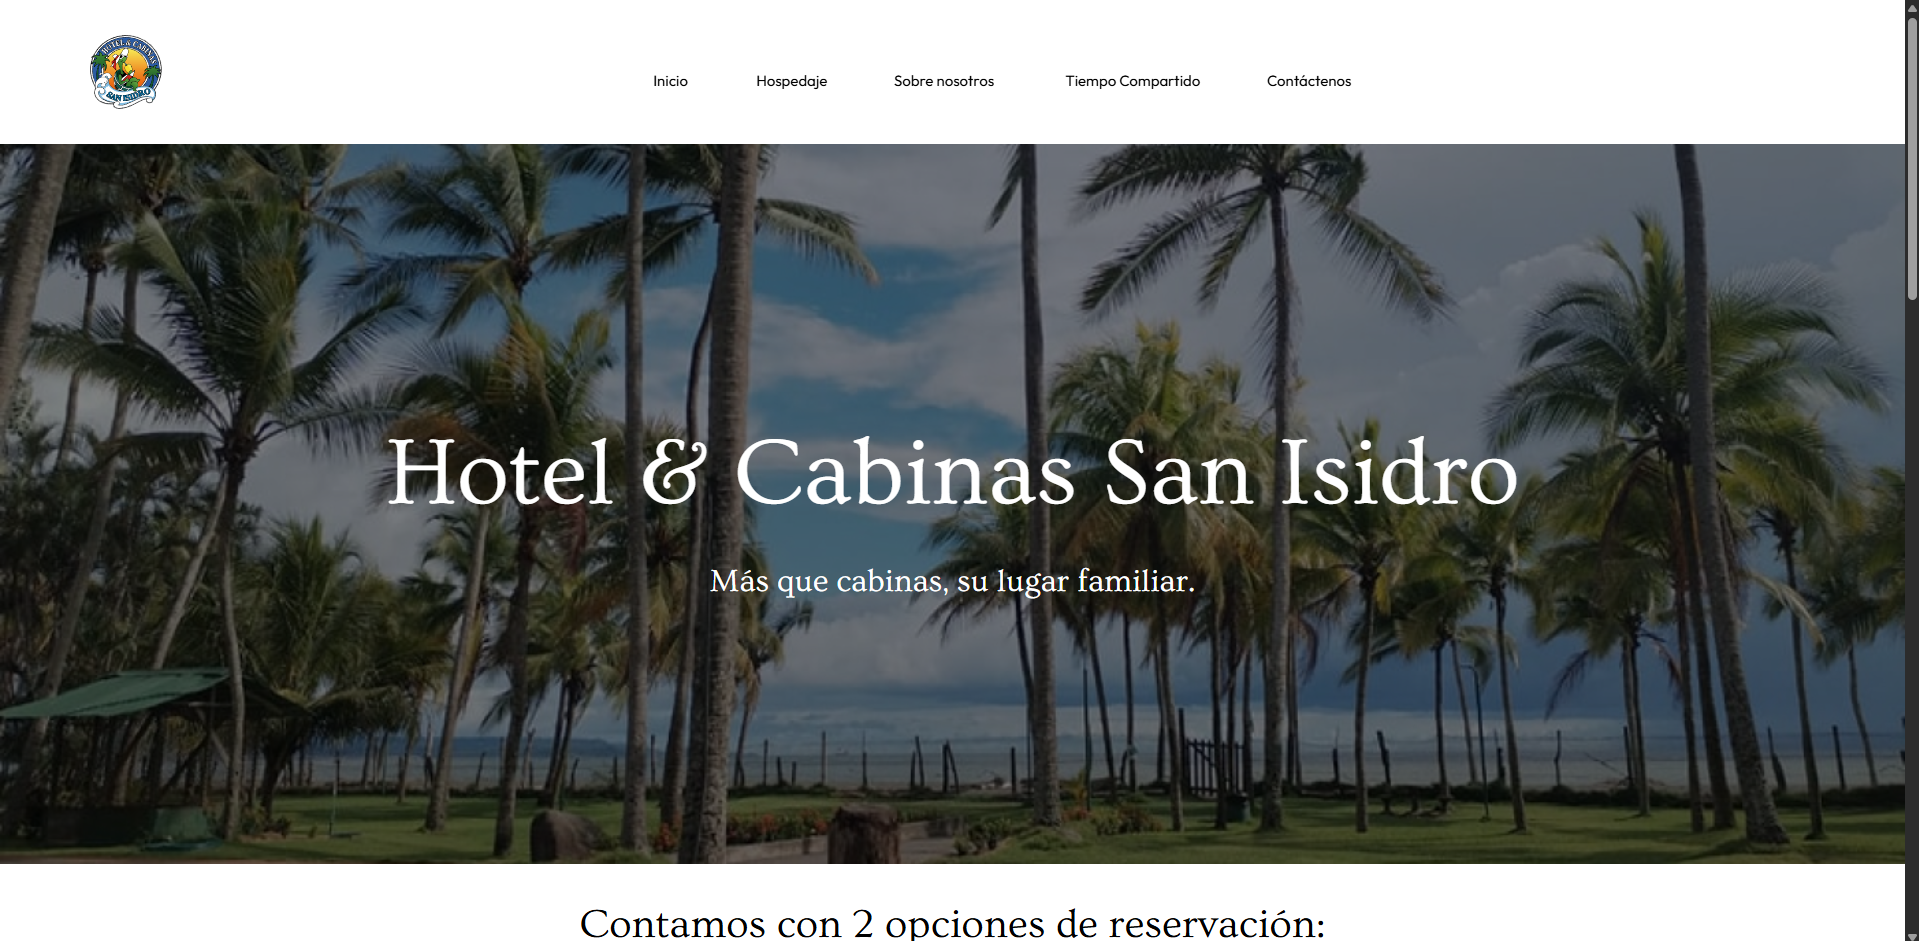 HOTEL & CABINAS
SAN ISIDRO
Inicio
Hospedaje
Sobre nosotros
Tiempo Compartido
Contáctenos
Hotel & Cabinas San Isidro
Más que cabinas, su lugar familiar.
Contamos con 2 opciones de reservación: